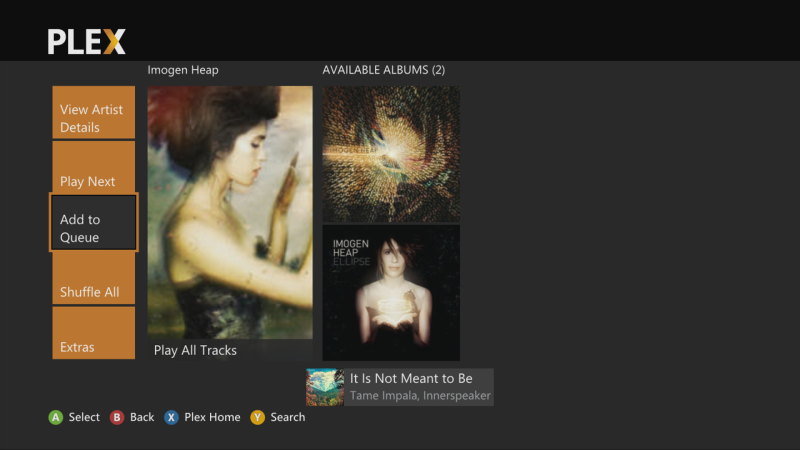 PLEX
Imogen Heap
AVAILABLE ALBUMS (2)
View Artist
Details
Play Next
Add to
Queue
Shuffle All
Extras
Play All Tracks
IMOGEN HEAP
IMOGEN
HEAP
ELLIPSE
It Is Not Meant to Be
Tame Impala, Innerspeaker
A Select B Back X Plex Home Y Search